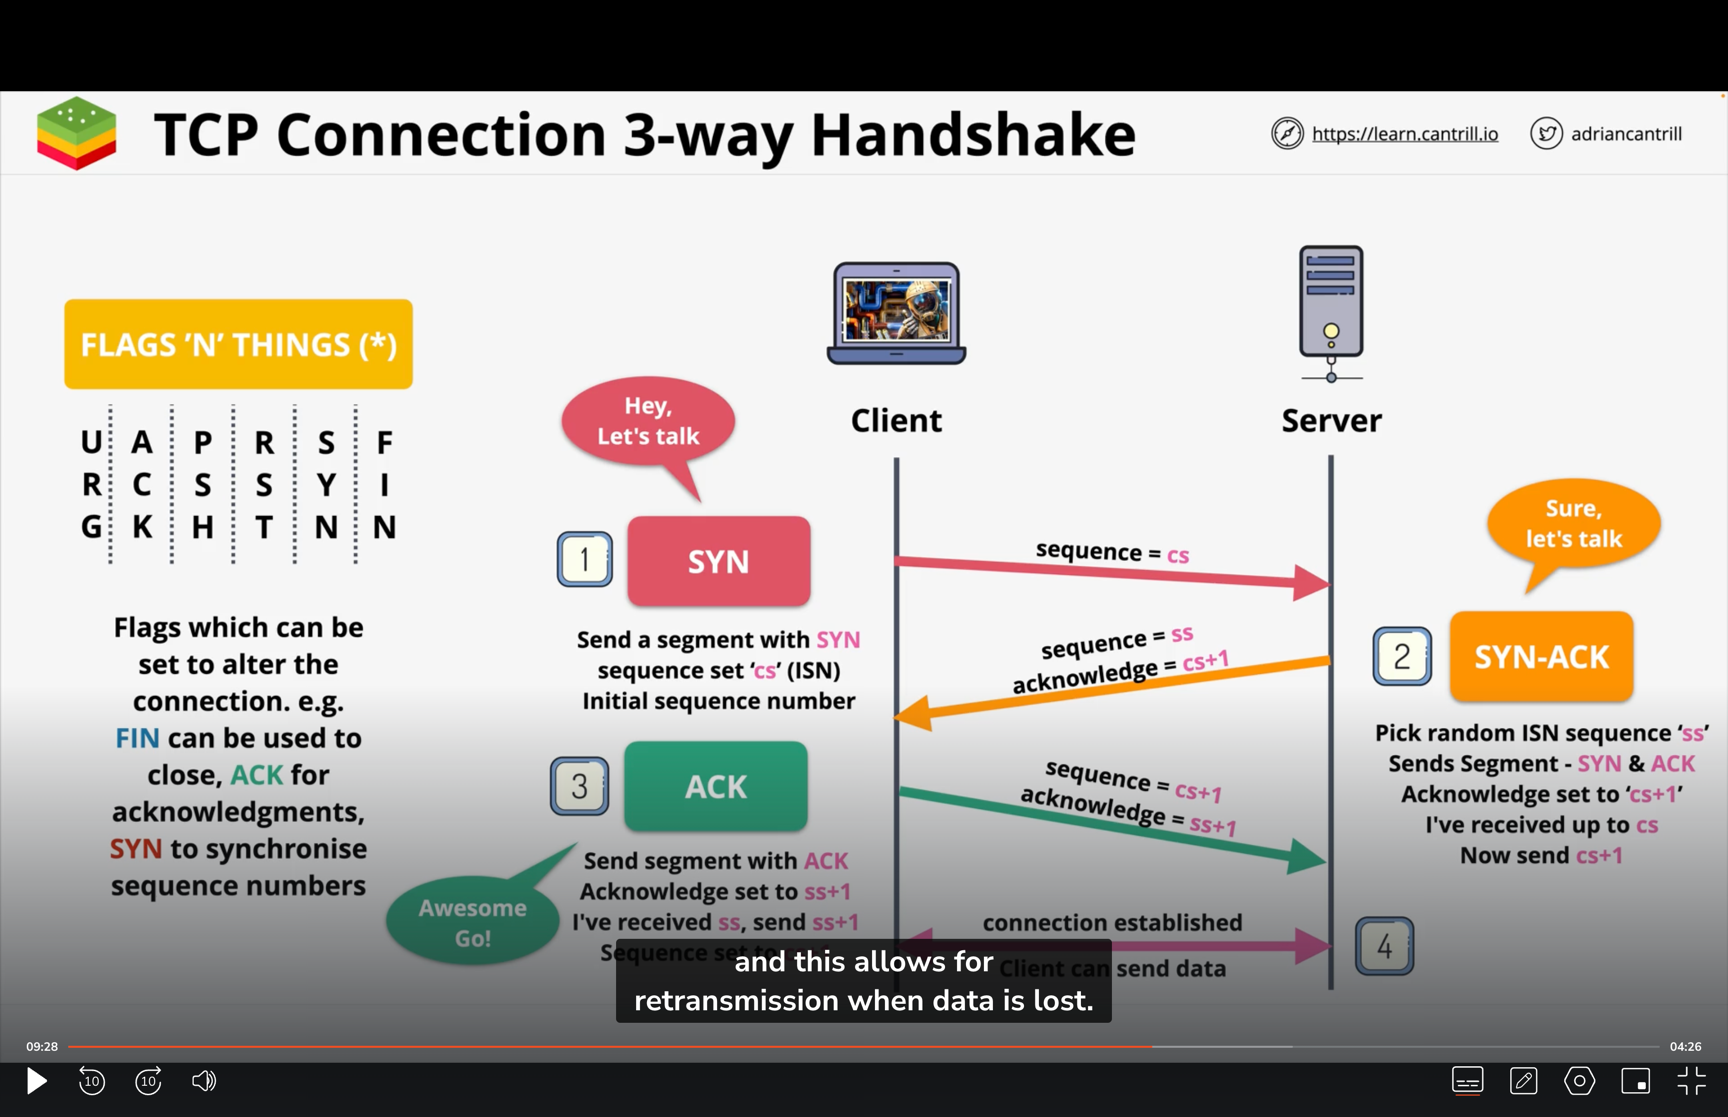 TCP Connection 3-way Handshake
https://learn.cantrill.io
adriancantrill
FLAGS ’N’ THINGS (*)
URG
ACK
PSH
RST
SYN
FIN
Flags which can be
set to alter the
connection. e.g.
FIN can be used to
close, ACK for
acknowledgments,
SYN to synchronise
sequence numbers
Client
Server
Hey,
Let's talk
1
SYN
Send a segment with SYN
sequence set ‘cs’ (ISN)
Initial sequence number
sequence = cs
Sure,
let's talk
2
SYN-ACK
Pick random ISN sequence ‘ss’
Sends Segment - SYN & ACK
Acknowledge set to ‘cs+1’
I've received up to cs
Now send cs+1
sequence = ss
acknowledge = cs+1
3
ACK
Send segment with ACK
Acknowledge set to ss+1
I've received ss, send ss+1
Sequence set to
Awesome
Go!
sequence = cs+1
acknowledge = ss+1
connection established
Client can send data
4
and this allows for
retransmission when data is lost.
09:28
04:26
10
10